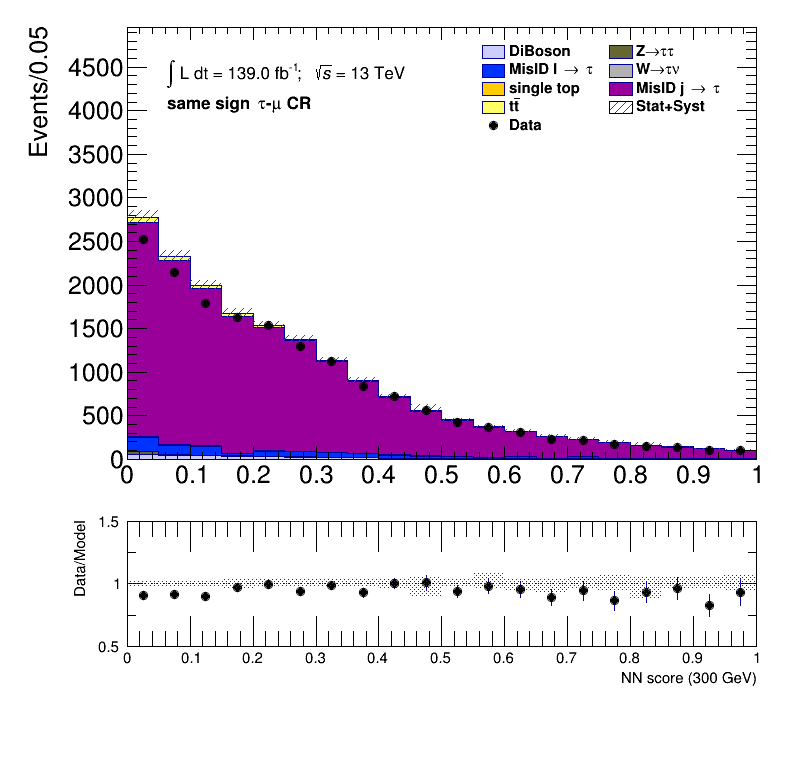 Events/0.05
4500
4000
3500
3000
2500
2000
1500
1000
500
0
∫ L dt = 139.0 fb⁻¹; √s = 13 TeV
same sign τ-μ CR
DiBoson
MisID l → τ
single top
tt̄
Data
Z→ττ
W→τν
MisID j → τ
Stat+Syst
0 0.1 0.2 0.3 0.4 0.5 0.6 0.7 0.8 0.9 1
Data/Model
1.5
1
0.5
0 0.1 0.2 0.3 0.4 0.5 0.6 0.7 0.8 0.9 1
NN score (300 GeV)